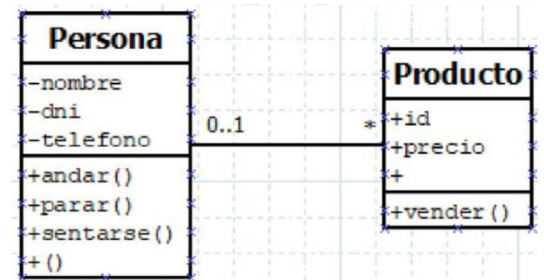 Persona
-nombre
-dni
-telefono
+andar()
+parar()
+sentarse()
+()
0..1
*
Producto
+id
+precio
+
+vender()